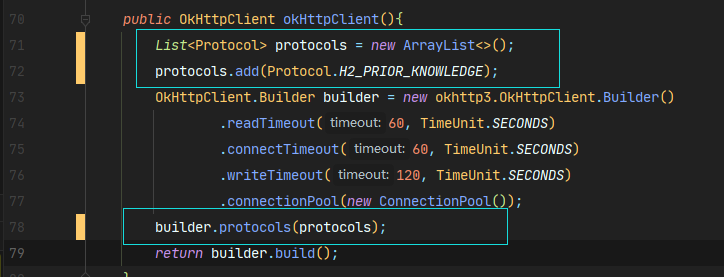 70 public OkHttpClient okHttpClient(){
71 List<Protocol> protocols = new ArrayList<>();
72 protocols.add(Protocol.H2_PRIOR_KNOWLEDGE);
73 OkHttpClient.Builder builder = new okhttp3.OkHttpClient.Builder()
74 .readTimeout( timeout: 60, TimeUnit.SECONDS)
75 .connectTimeout( timeout: 60, TimeUnit.SECONDS)
76 .writeTimeout( timeout: 120, TimeUnit.SECONDS)
77 .connectionPool(new ConnectionPool());
78 builder.protocols(protocols);
79 return builder.build();
}